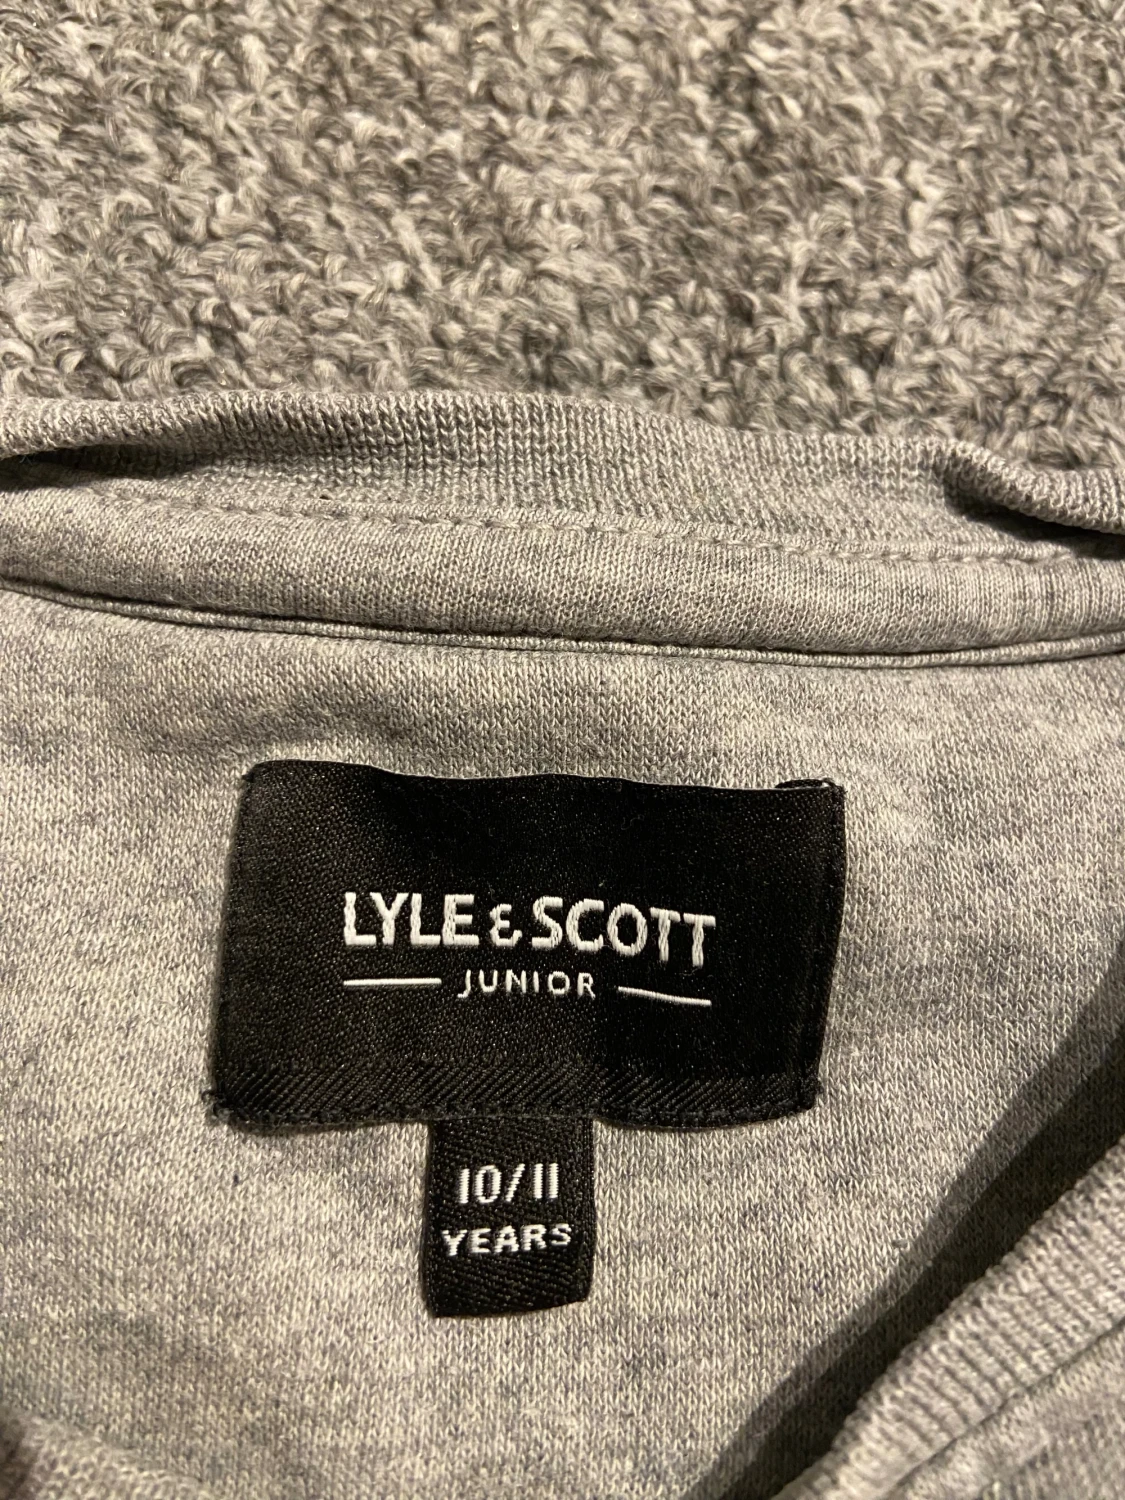 LYLE & SCOTT
JUNIOR
10/11
YEARS